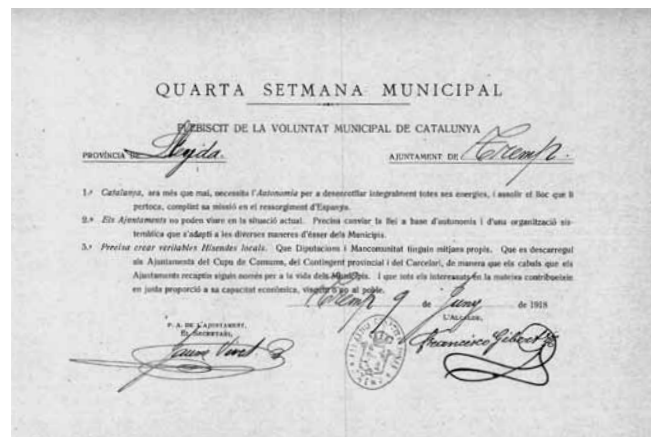 QUARTA SETMANA MUNICIPAL
PLEBISCIT DE LA VOLUNTAT MUNICIPAL DE CATALUNYA
PROVÍNCIA DE Lleyda. AJUNTAMENT DE Tremp.
1.ª Catalunya, ara més que mai, necessita l'Autonomia per a desenrotllar integralment totes ses energies, i assolir el lloc que li
pertoca, complint sa missió en el ressorgiment d'Espanya.
2.ª Els Ajuntaments no poden viure en la situació actual. Precisa canviar la llei a base d'autonomia i d'una organització sis-
temàtica que s'adapti a les diverses maneres d'ésser dels Municipis.
3.ª Precisa crear veritables Hisendes locals. Que Diputacions i Mancomunitat tinguin mitjans propis. Que es descarregui
als Ajuntaments del Cupo de Consums, del Contingent provincial i del Carcelari, de manera que els cabals que els
Ajuntaments recaptin siguin només per a la vida dels Municipis. I que tots els interessats en la mateixa contribueixin
en justa proporció a sa capacitat econòmica, visquin o no al poble.
Tremp 9 de Juny de 1918
P. A. DE L'AJUNTAMENT,
EL SECRETARI,
L'ALCALDE,
Jaume
Francisco Gibert